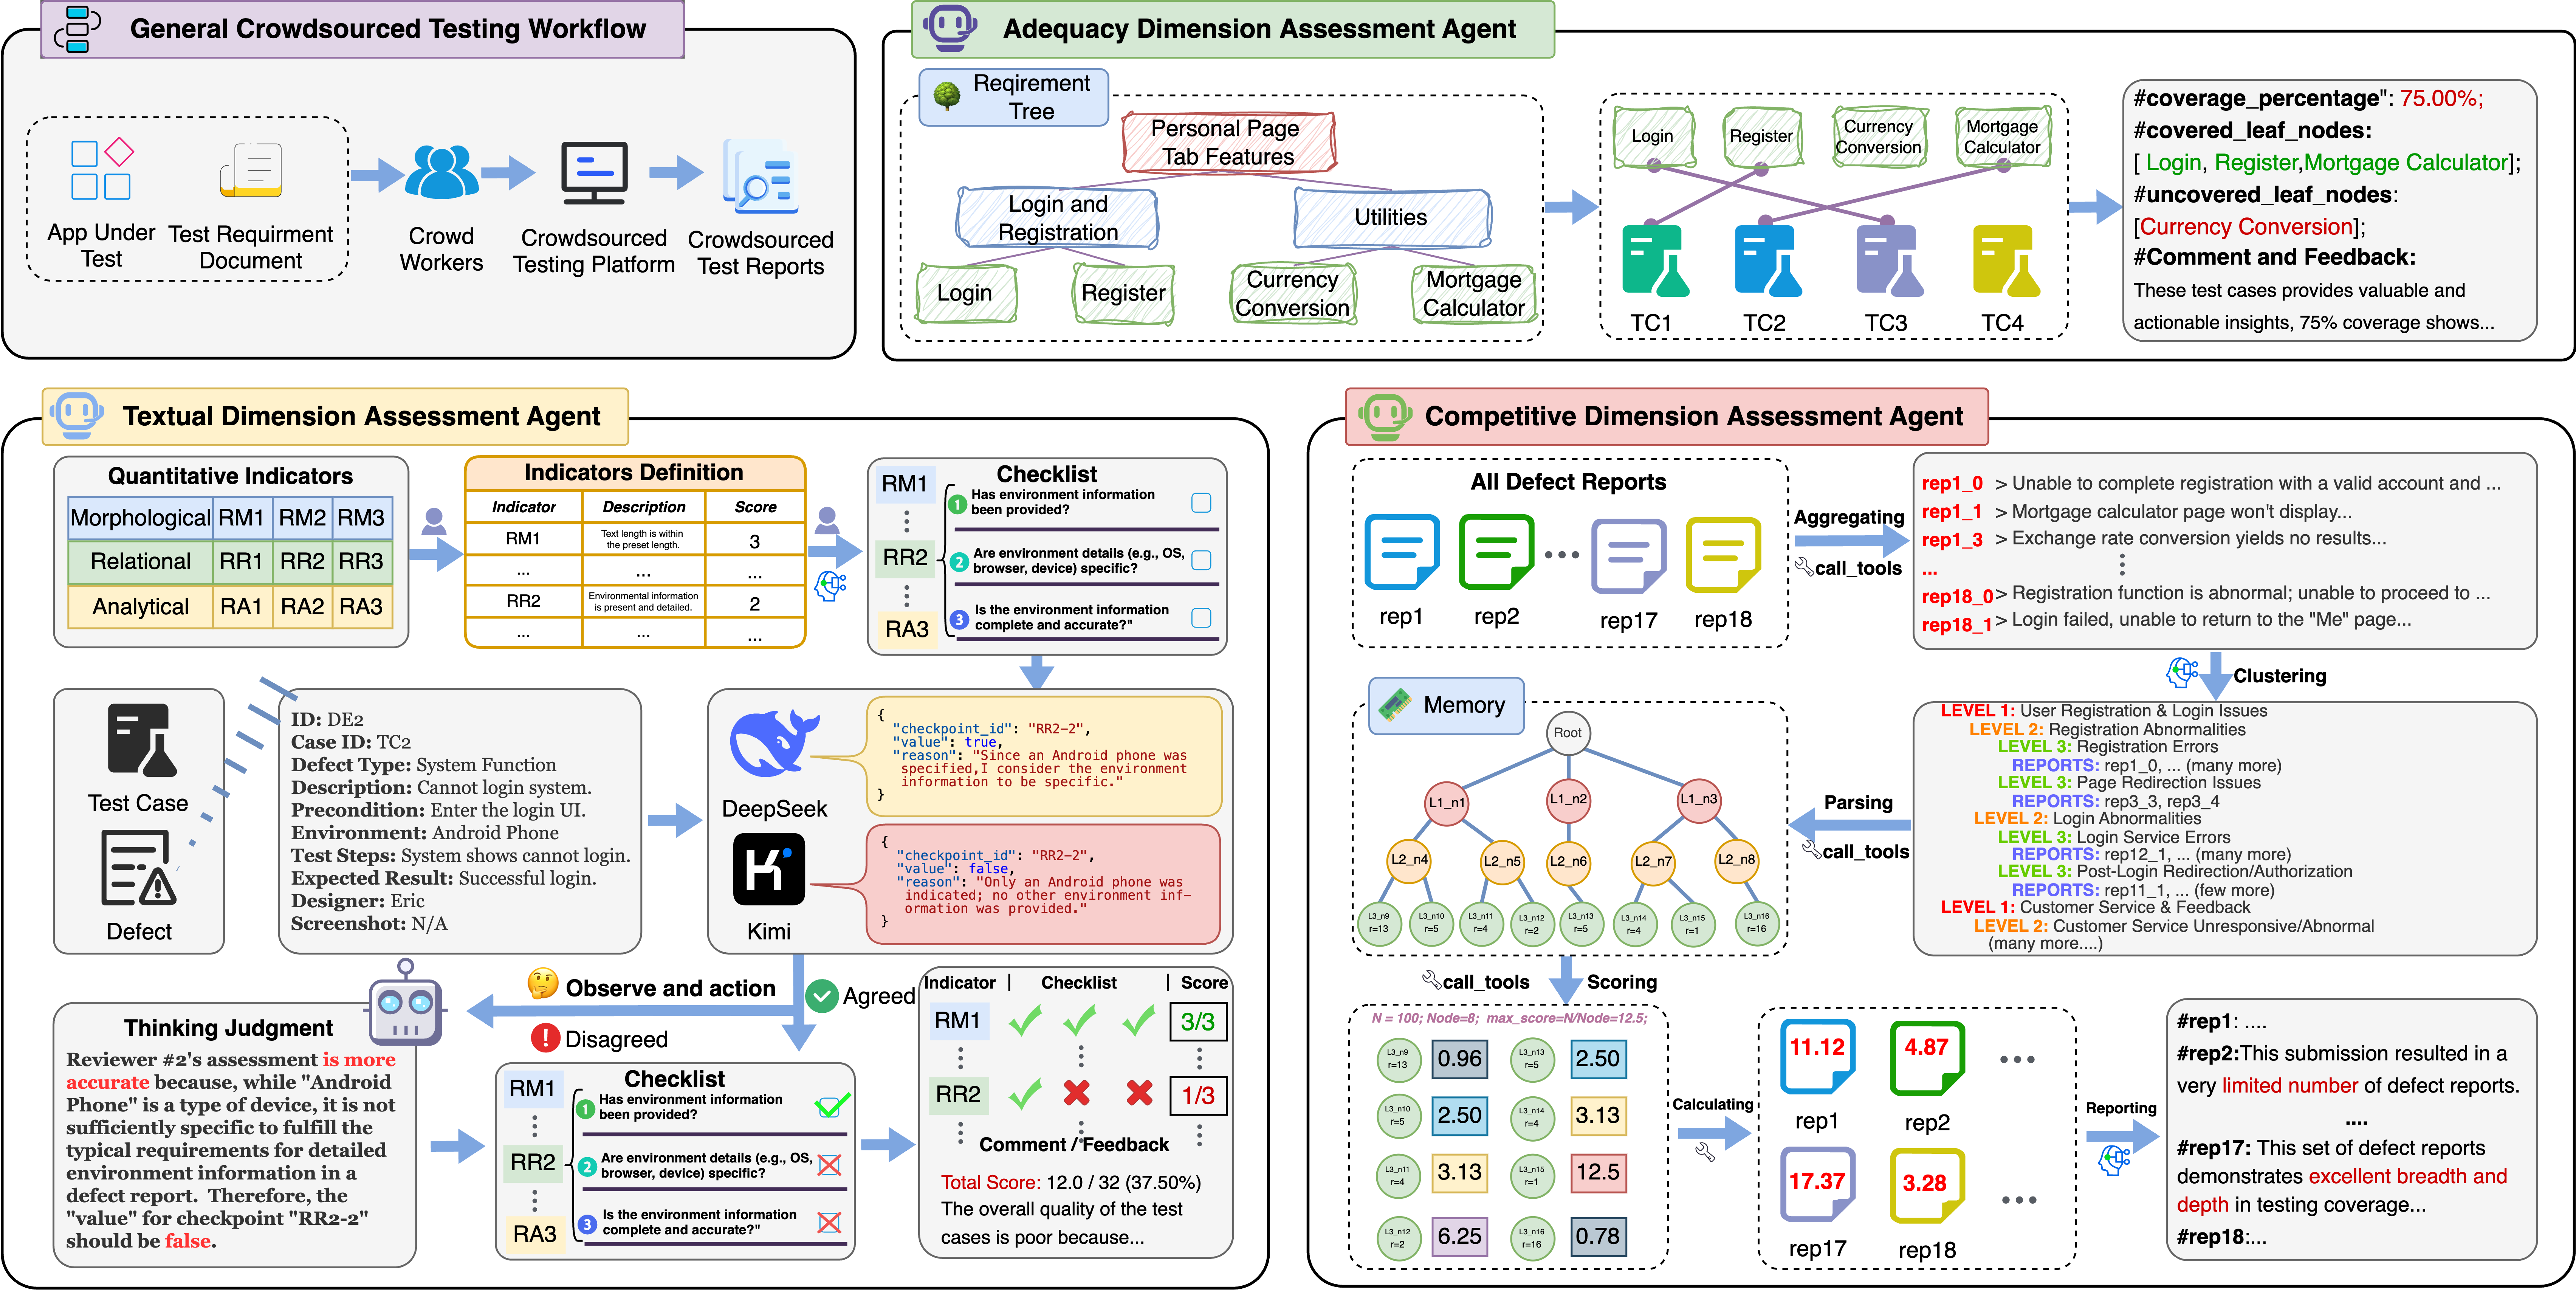 General Crowdsourced Testing Workflow
App Under
Test
Test Requirment
Document
Crowd
Workers
Crowdsourced
Testing Platform
Crowdsourced
Test Reports
Adequacy Dimension Assessment Agent
Reqirement
Tree
Personal Page
Tab Features
Login and
Registration
Utilities
Login
Register
Currency
Conversion
Mortgage
Calculator
Login
Register
Currency
Conversion
Mortgage
Calculator
TC1
TC2
TC3
TC4
#coverage_percentage": 75.00%;
#covered_leaf_nodes:
[ Login, Register,Mortgage Calculator];
#uncovered_leaf_nodes:
[Currency Conversion];
#Comment and Feedback:
These test cases provides valuable and
actionable insights, 75% coverage shows...
Textual Dimension Assessment Agent
Quantitative Indicators
Morphological RM1 RM2 RM3
Relational RR1 RR2 RR3
Analytical RA1 RA2 RA3
Indicators Definition
Indicator Description Score
RM1 Text length is within
the preset length. 3
... ... ...
RR2 Environmental information
is present and detailed. 2
... ... ...
Checklist
RM1
RR2
RA3
1 Has environment information
been provided?
2 Are environment details (e.g., OS,
browser, device) specific?
3 Is the environment information
complete and accurate?"
Test Case
Defect
ID: DE2
Case ID: TC2
Defect Type: System Function
Description: Cannot login system.
Precondition: Enter the login UI.
Environment: Android Phone
Test Steps: System shows cannot login.
Expected Result: Successful login.
Designer: Eric
Screenshot: N/A
DeepSeek
{
"checkpoint_id": "RR2-2",
"value": true,
"reason": "Since an Android phone was
specified,I consider the environment
information to be specific."
}
Kimi
{
"checkpoint_id": "RR2-2",
"value": false,
"reason": "Only an Android phone was
indicated; no other environment inf-
ormation was provided."
}
Observe and action
Agreed
Disagreed
Thinking Judgment
Reviewer #2's assessment is more
accurate because, while "Android
Phone" is a type of device, it is not
sufficiently specific to fulfill the
typical requirements for detailed
environment information in a
defect report. Therefore, the
"value" for checkpoint "RR2-2"
should be false.
Checklist
RM1
RR2
RA3
1 Has environment information
been provided?
2 Are environment details (e.g., OS,
browser, device) specific?
3 Is the environment information
complete and accurate?"
Indicator | Checklist | Score
RM1 3/3
RR2 1/3
Comment / Feedback
Total Score: 12.0 / 32 (37.50%)
The overall quality of the test
cases is poor because...
Competitive Dimension Assessment Agent
All Defect Reports
rep1
rep2
rep17
rep18
Aggregating
call_tools
rep1_0 > Unable to complete registration with a valid account and ...
rep1_1 > Mortgage calculator page won't display...
rep1_3 > Exchange rate conversion yields no results...
...
rep18_0 > Registration function is abnormal; unable to proceed to ...
rep18_1 > Login failed, unable to return to the "Me" page...
Clustering
LEVEL 1: User Registration & Login Issues
LEVEL 2: Registration Abnormalities
LEVEL 3: Registration Errors
REPORTS: rep1_0, ... (many more)
LEVEL 3: Page Redirection Issues
REPORTS: rep3_3, rep3_4
LEVEL 2: Login Abnormalities
LEVEL 3: Login Service Errors
REPORTS: rep12_1, ... (many more)
LEVEL 3: Post-Login Redirection/Authorization
REPORTS: rep11_1, ... (few more)
LEVEL 1: Customer Service & Feedback
LEVEL 2: Customer Service Unresponsive/Abnormal
(many more....)
Parsing
call_tools
Memory
Root
L1_n1
L1_n2
L1_n3
L2_n4
L2_n5
L2_n6
L2_n7
L2_n8
L3_n9
r=13
L3_n10
r=5
L3_n11
r=4
L3_n12
r=2
L3_n13
r=5
L3_n14
r=4
L3_n15
r=1
L3_n16
r=16
call_tools
Scoring
N = 100; Node=8; max_score=N/Node=12.5;
L3_n9
r=13
0.96
L3_n13
r=5
2.50
L3_n10
r=5
2.50
L3_n14
r=4
3.13
L3_n11
r=4
3.13
L3_n15
r=1
12.5
L3_n12
r=2
6.25
L3_n16
r=16
0.78
Calculating
11.12
rep1
4.87
rep2
17.37
rep17
3.28
rep18
Reporting
#rep1: ....
#rep2:This submission resulted in a
very limited number of defect reports.
....
#rep17: This set of defect reports
demonstrates excellent breadth and
depth in testing coverage...
#rep18:...